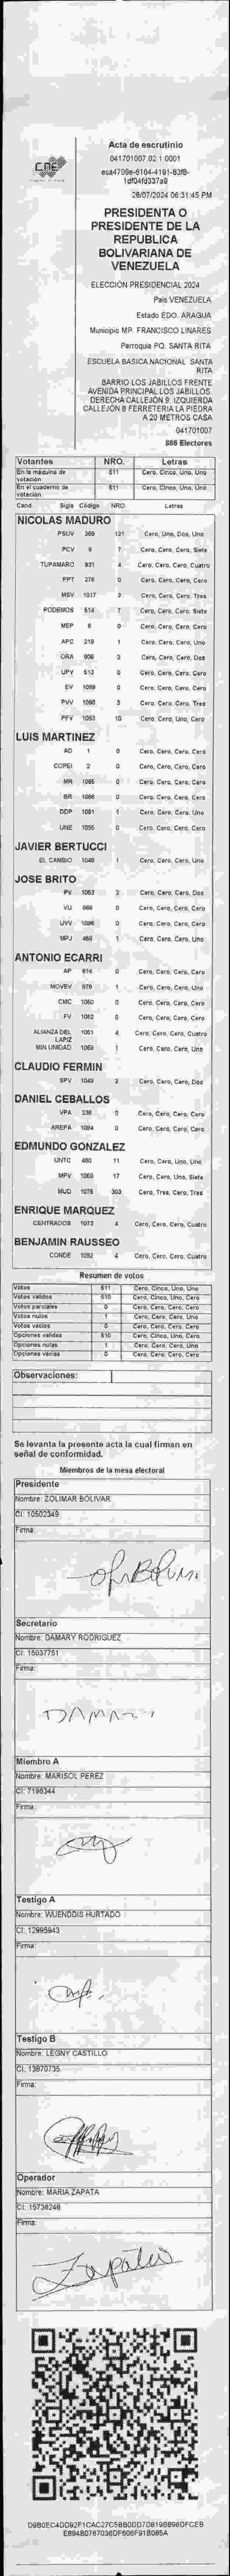 Acta de escrutinio
CNE
041701007.02.1.0001
28/07/2024 06:31:45 PM
PRESIDENTA O
PRESIDENTE DE LA
REPUBLICA
BOLIVARIANA DE
VENEZUELA
ELECCIÓN PRESIDENCIAL 2024
País VENEZUELA
Estado EDO. ARAGUA
Municipio MP. FRANCISCO LINARES
Parroquia PQ. SANTA RITA
ESCUELA BASICA NACIONAL SANTA
RITA
BARRIO LOS JABILLOS FRENTE
AVENIDA PRINCIPAL LOS JABILLOS.
DERECHA CALLEJÓN 9. IZQUIERDA
CALLEJÓN 8 FERRETERIA LA PIEDRA
A 20 METROS CASA
041701007
866 Electores
Votantes NRO. Letras
En la máquina de votación 511 Cero, Cinco, Uno, Uno
En el cuaderno de votación 511 Cero, Cinco, Uno, Uno
Cand. Sigla Código NRO Letras
NICOLAS MADURO
PSUV 269 121 Cero, Uno, Dos, Uno
PCV 9 7 Cero, Cero, Cero, Siete
TUPAMARO 931 4 Cero, Cero, Cero, Cuatro
PPT 276 0 Cero, Cero, Cero, Cero
MSV 1017 3 Cero, Cero, Cero, Tres
PODEMOS 514 7 Cero, Cero, Cero, Siete
MEP 6 0 Cero, Cero, Cero, Cero
APC 219 1 Cero, Cero, Cero, Uno
ORA 906 2 Cero, Cero, Cero, Dos
UPV 613 0 Cero, Cero, Cero, Cero
EV 1089 0 Cero, Cero, Cero, Cero
PVV 1090 3 Cero, Cero, Cero, Tres
PFV 1093 10 Cero, Cero, Uno, Cero
LUIS MARTINEZ
AD 1 0 Cero, Cero, Cero, Cero
COPEI 2 0 Cero, Cero, Cero, Cero
MR 1065 0 Cero, Cero, Cero, Cero
BR 1066 0 Cero, Cero, Cero, Cero
DDP 1091 1 Cero, Cero, Cero, Uno
UNE 1095 0 Cero, Cero, Cero, Cero
JAVIER BERTUCCI
EL CAMBIO 1048 1 Cero, Cero, Cero, Uno
JOSE BRITO
PV 1053 2 Cero, Cero, Cero, Dos
VU 868 0 Cero, Cero, Cero, Cero
UVV 1096 0 Cero, Cero, Cero, Cero
MPJ 466 1 Cero, Cero, Cero, Uno
ANTONIO ECARRI
AP 914 0 Cero, Cero, Cero, Cero
MOVEV 879 1 Cero, Cero, Cero, Uno
CMC 1050 0 Cero, Cero, Cero, Cero
FV 1062 0 Cero, Cero, Cero, Cero
ALIANZA DEL LAPIZ 1051 4 Cero, Cero, Cero, Cuatro
MIN UNIDAD 1069 1 Cero, Cero, Cero, Uno
CLAUDIO FERMIN
SPV 1049 2 Cero, Cero, Cero, Dos
DANIEL CEBALLOS
VPA 236 0 Cero, Cero, Cero, Cero
AREPA 1094 0 Cero, Cero, Cero, Cero
EDMUNDO GONZALEZ
UNTC 460 11 Cero, Cero, Uno, Uno
MPV 1069 17 Cero, Cero, Uno, Siete
MUD 1076 303 Cero, Tres, Cero, Tres
ENRIQUE MARQUEZ
CENTRADOS 1073 4 Cero, Cero, Cero, Cuatro
BENJAMIN RAUSSEO
CONDE 1092 4 Cero, Cero, Cero, Cuatro
Resumen de votos
Votos 511 Cero, Cinco, Uno, Uno
Votos validos 510 Cero, Cinco, Uno, Cero
Votos parciales 0 Cero, Cero, Cero, Cero
Votos nulos 1 Cero, Cero, Cero, Uno
Votos vacios 0 Cero, Cero, Cero, Cero
Opciones validas 510 Cero, Cinco, Uno, Cero
Opciones nulas 1 Cero, Cero, Cero, Uno
Opciones vacias 0 Cero, Cero, Cero, Cero
Observaciones:
Se levanta la presente acta la cual firman en
señal de conformidad.
Miembros de la mesa electoral
Presidente
Nombre: ZOLIMAR BOLIVAR
CI: 10502349
Firma:
Secretario
Nombre: DAMARY RODRIGUEZ
CI: 15037751
Firma:
Miembro A
Nombre: MARISOL PEREZ
CI: 7196344
Firma:
Testigo A
Nombre: WUENDDIS HURTADO
CI: 12995943
Firma:
Testigo B
Nombre: LEGNY CASTILLO
CI: 13870735
Firma:
Operador
Nombre: MARIA ZAPATA
CI: 15736248
Firma:
Zapata